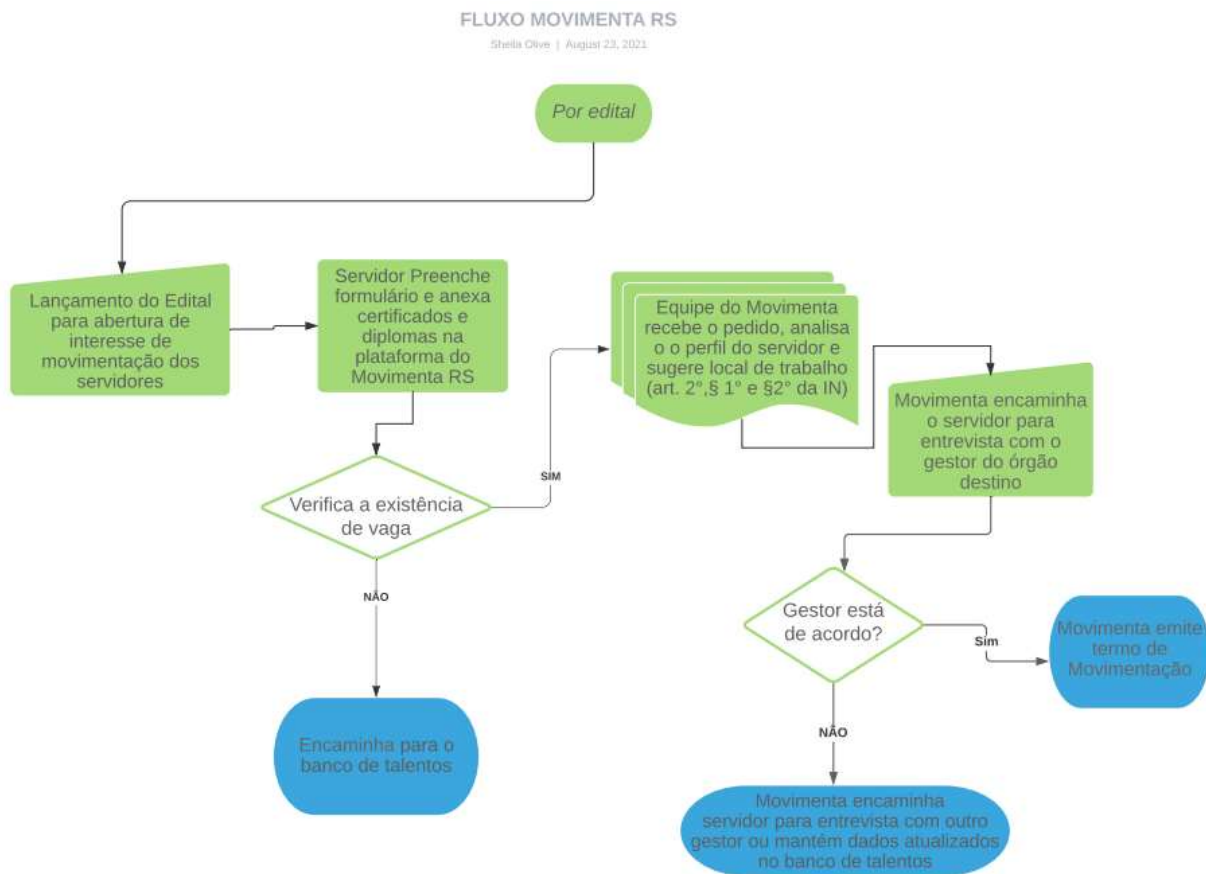 FLUXO MOVIMENTA RS
Sheila Olive | August 23, 2021
Por edital
Lançamento do Edital
para abertura de
interesse de
movimentação dos
servidores
Servidor Preenche
formulário e anexa
certificados e
diplomas na
plataforma do
Movimenta RS
Equipe do Movimenta
recebe o pedido, analisa
o o perfil do servidor e
sugere local de trabalho
(art. 2°,§ 1° e §2° da IN)
Movimenta encaminha
o servidor para
entrevista com o
gestor do órgão
destino
SIM
Verifica a existência
de vaga
NÃO
Encaminha para o
banco de talentos
Gestor está
de acordo?
Sim
Movimenta emite
termo de
Movimentação
NÃO
Movimenta encaminha
servidor para entrevista com outro
gestor ou mantém dados atualizados
no banco de talentos